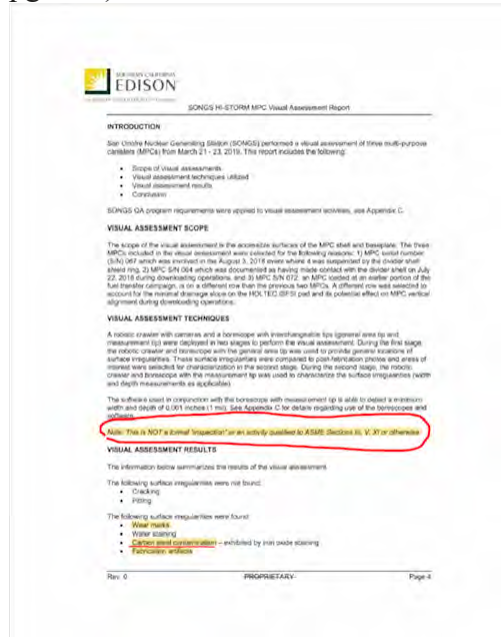 SOUTHERN CALIFORNIA
EDISON
SONGS HI-STORM MPC Visual Assessment Report
INTRODUCTION
San Onofre Nuclear Generating Station (SONGS) performed a visual assessment of three multi-purpose
canisters (MPCs) from March 21 - 23, 2019. This report includes the following:
• Scope of visual assessments
• Visual assessment techniques utilized
• Visual assessment results
• Conclusion
SONGS QA program requirements were applied to visual assessment activities, see Appendix C.
VISUAL ASSESSMENT SCOPE
The scope of the visual assessment is the accessible surfaces of the MPC shell and baseplate. The three
MPCs included in the visual assessment were selected for the following reasons: 1) MPC serial number
(S/N) 067 which was involved in the August 3, 2018 event where it was suspended by the divider shell
shield ring, 2) MPC S/N 064 which was documented as having made contact with the divider shell on July
22, 2018 during downloading operations, and 3) MPC S/N 072, an MPC loaded at an earlier portion of the
fuel transfer campaign, is on a different row than the previous two MPCs. A different row was selected to
account for the nominal drainage slope on the HOLTEC ISFSI pad and its potential effect on MPC vertical
alignment during downloading operations.
VISUAL ASSESSMENT TECHNIQUES
A robotic crawler with cameras and a borescope with interchangeable tips (general area tip and
measurement tip) were deployed in two stages to perform the visual assessment. During the first stage,
the robotic crawler and borescope with the general area tip was used to provide general locations of
surface irregularities. These surface irregularities were compared to post-fabrication photos and areas of
interest were selected for characterization in the second stage. During the second stage, the robotic
crawler and borescope with the measurement tip was used to characterize the surface irregularities (width
and depth measurements as applicable).
The software used in conjunction with the borescope with measurement tip is able to detect a minimum
width and depth of 0.001 inches (1 mil). See Appendix C for details regarding use of the borescopes and
software.
Note: This is NOT a formal "inspection" or an activity qualified to ASME Sections III, V, XI or otherwise.
VISUAL ASSESSMENT RESULTS
The information below summarizes the results of the visual assessment.
The following surface irregularities were not found:
• Cracking
• Pitting
The following surface irregularities were found:
• Wear marks
• Water staining
• Carbon steel contamination – exhibited by iron oxide staining
• Fabrication artifacts
Rev. 0 -PROPRIETARY- Page 4